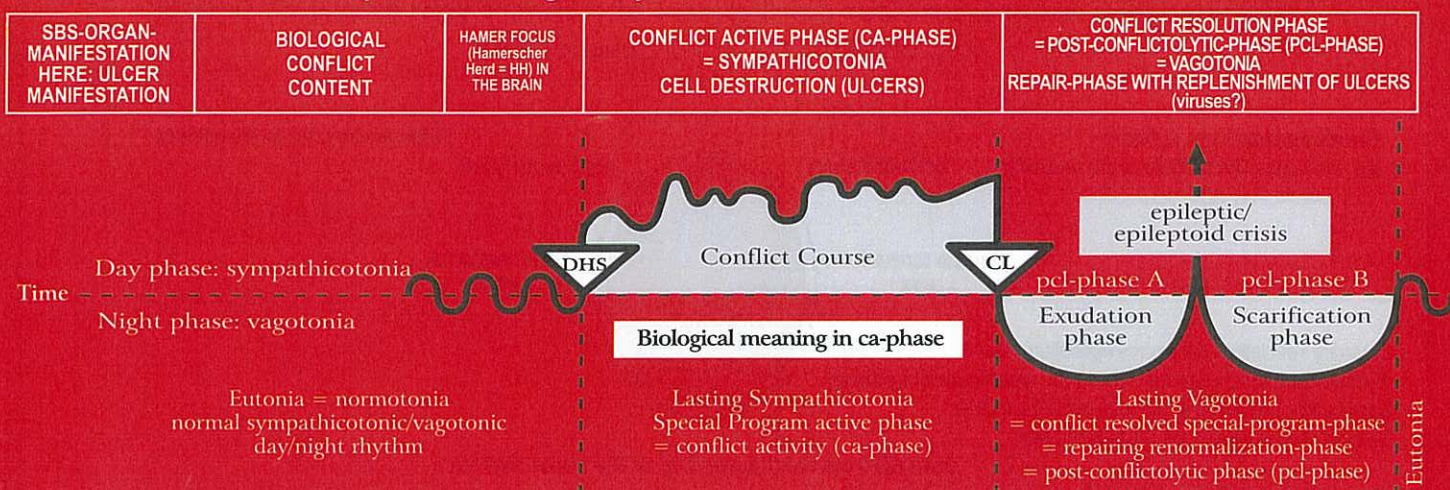 SBS-ORGAN-
MANIFESTATION
HERE: ULCER
MANIFESTATION
BIOLOGICAL
CONFLICT
CONTENT
HAMER FOCUS
(Hamerscher
Herd = HH) IN
THE BRAIN
CONFLICT ACTIVE PHASE (CA-PHASE)
= SYMPATHICOTONIA
CELL DESTRUCTION (ULCERS)
CONFLICT RESOLUTION PHASE
= POST-CONFLICTOLYTIC-PHASE (PCL-PHASE)
= VAGOTONIA
REPAIR-PHASE WITH REPLENISHMENT OF ULCERS
(viruses?)
epileptic/
epileptoid crisis
DHS
Conflict Course
CL
Day phase: sympathicotonia
Time
Night phase: vagotonia
pcl-phase A
pcl-phase B
Exudation
phase
Scarification
phase
Biological meaning in ca-phase
Eutonia = normotonia
normal sympathicotonic/vagotonic
day/night rhythm
Lasting Sympathicotonia
Special Program active phase
= conflict activity (ca-phase)
Lasting Vagotonia
= conflict resolved special-program-phase
= repairing renormalization-phase
= post-conflictolytic phase (pcl-phase)
Eutonia